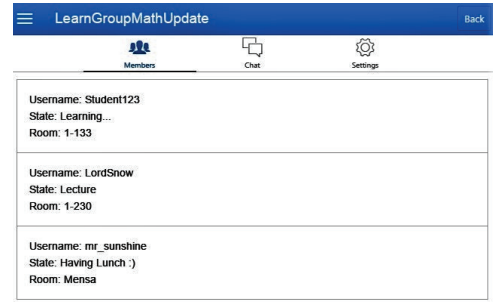 LearnGroupMathUpdate Back
Members Chat Settings
Username: Student123
State: Learning...
Room: 1-133
Username: LordSnow
State: Lecture
Room: 1-230
Username: mr_sunshine
State: Having Lunch :)
Room: Mensa